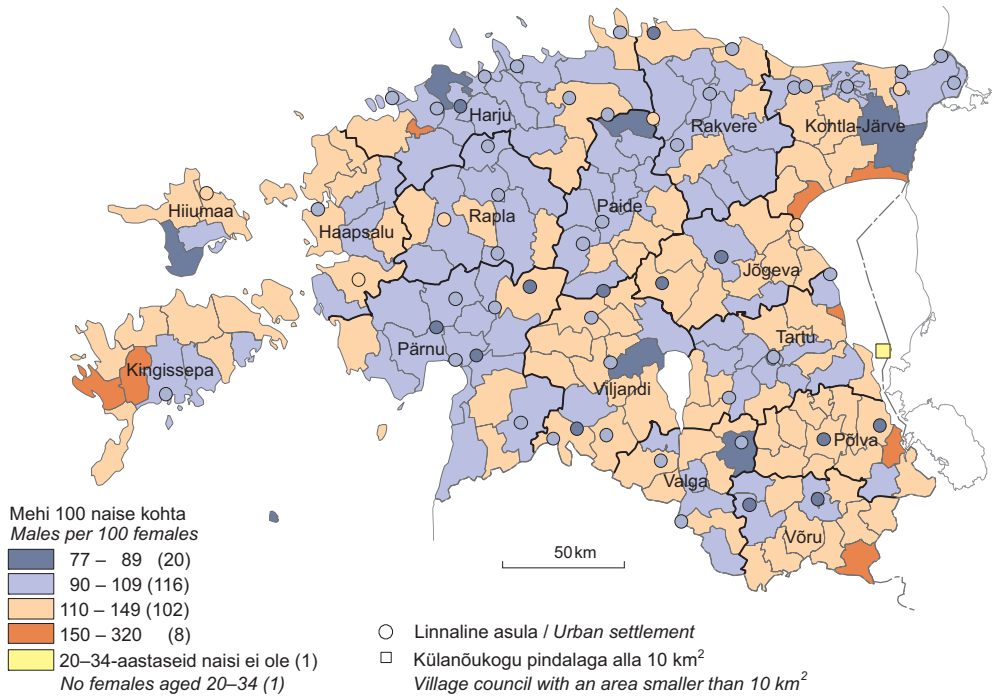 Harju
Rakvere
Kohtla-Järve
Hiiumaa
Haapsalu
Rapla
Paide
Jõgeva
Kingissepa
Pärnu
Viljandi
Tartu
Põlva
Valga
Võru
Mehi 100 naise kohta
Males per 100 females
77 – 89 (20)
90 – 109 (116)
110 – 149 (102)
150 – 320 (8)
20–34-aastaseid naisi ei ole (1)
No females aged 20–34 (1)
50 km
Linnaline asula / Urban settlement
Külanõukogu pindalaga alla 10 km²
Village council with an area smaller than 10 km²